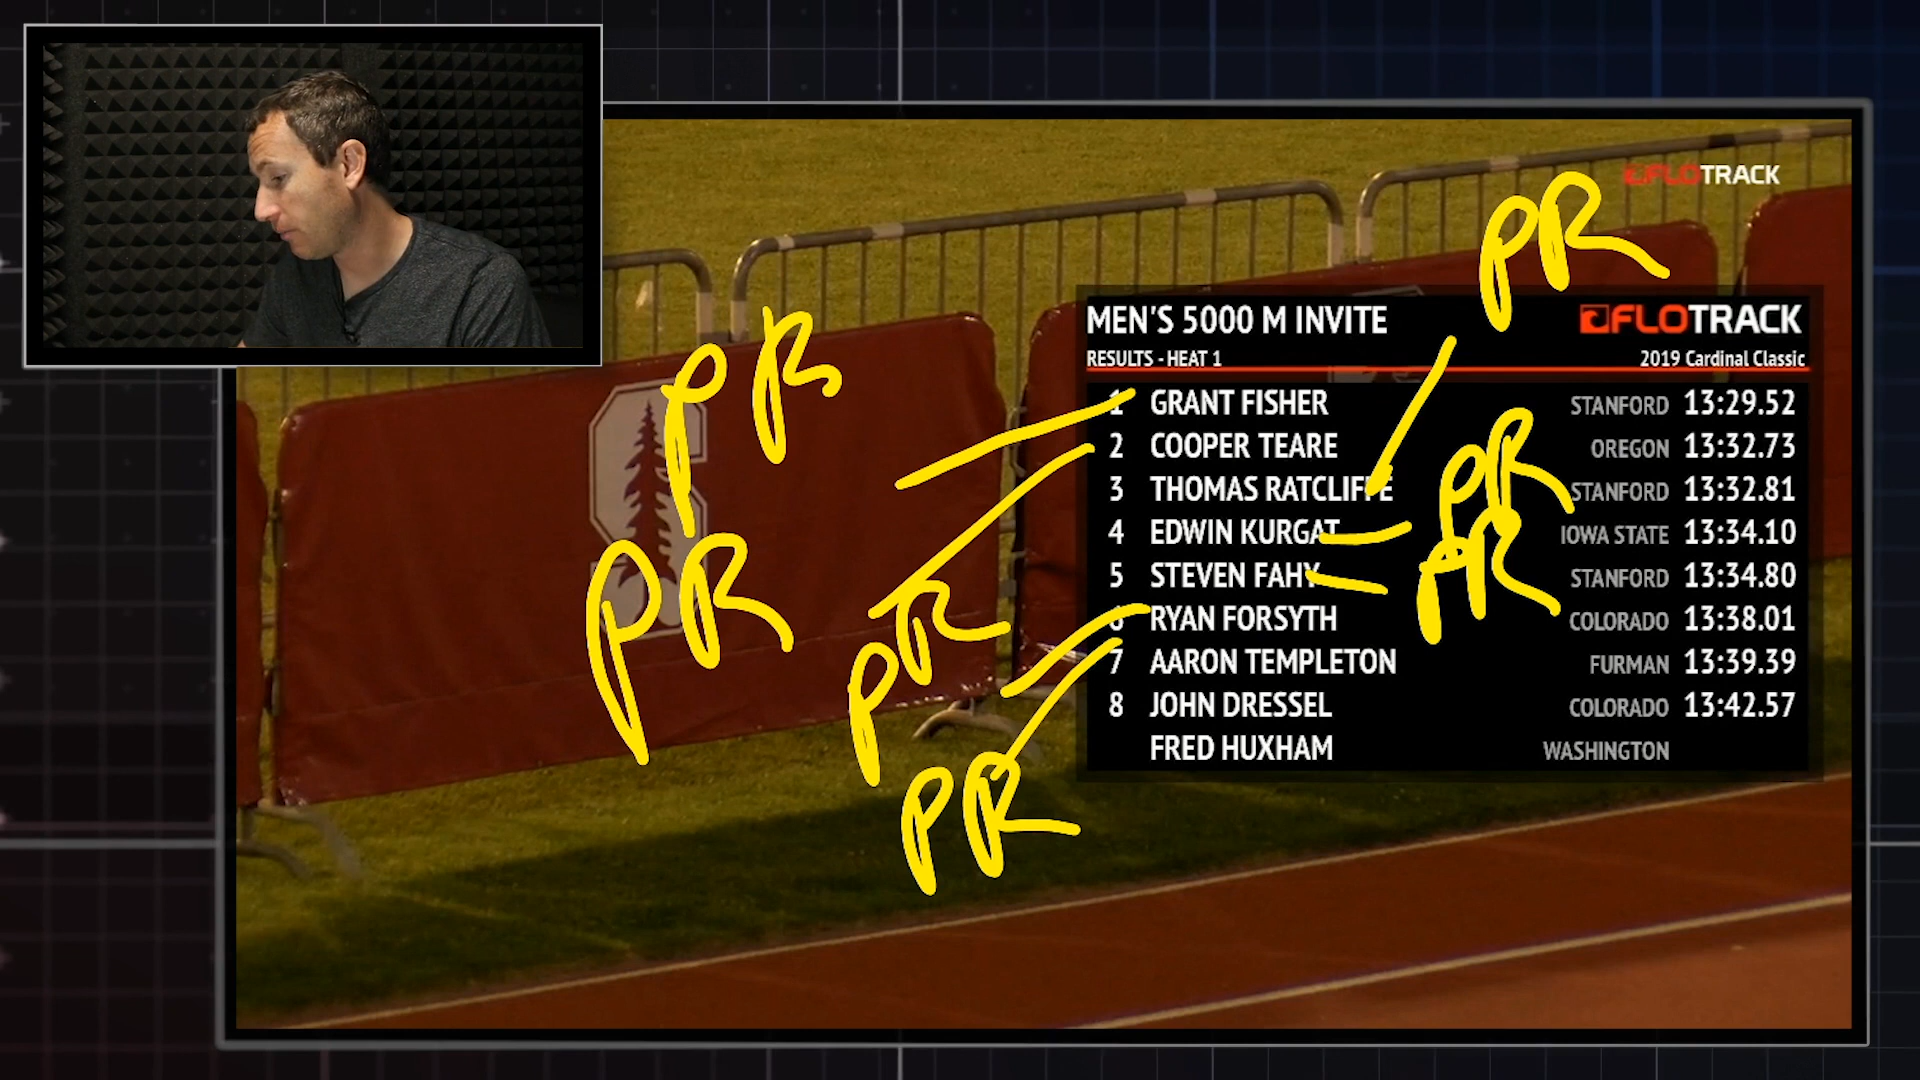 FLOTRACK
PR
MEN'S 5000 M INVITE FLOTRACK
RESULTS - HEAT 1 2019 Cardinal Classic
PR
1 GRANT FISHER STANFORD 13:29.52
2 COOPER TEARE OREGON 13:32.73
PR
3 THOMAS RATCLIFFE STANFORD 13:32.81
4 EDWIN KURGAT IOWA STATE 13:34.10
PR
5 STEVEN FAHY STANFORD 13:34.80
PR
6 RYAN FORSYTH COLORADO 13:38.01
PR
7 AARON TEMPLETON FURMAN 13:39.39
8 JOHN DRESSEL COLORADO 13:42.57
FRED HUXHAM WASHINGTON
PR